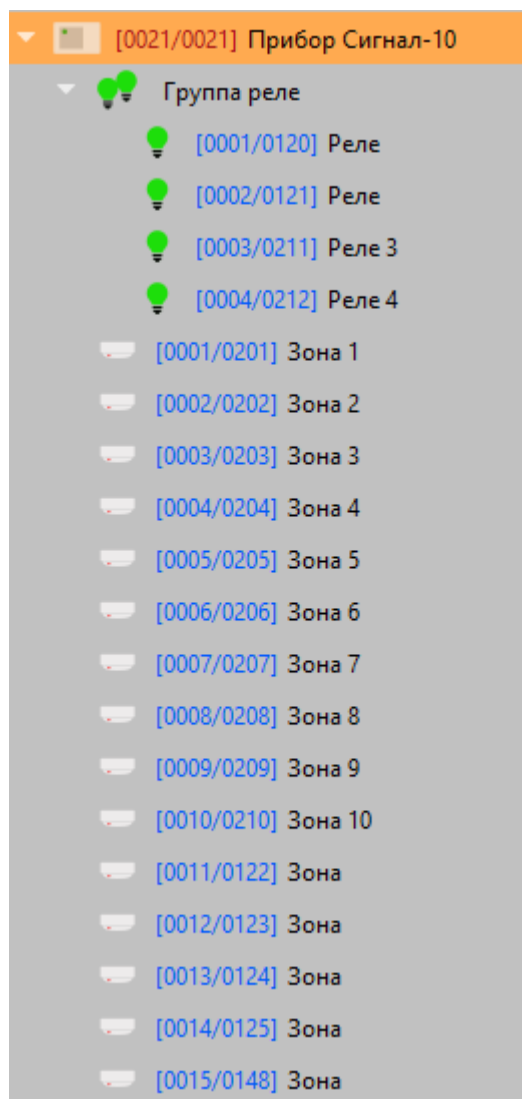 [0021/0021] Прибор Сигнал-10
Группа реле
[0001/0120] Реле
[0002/0121] Реле
[0003/0211] Реле 3
[0004/0212] Реле 4
[0001/0201] Зона 1
[0002/0202] Зона 2
[0003/0203] Зона 3
[0004/0204] Зона 4
[0005/0205] Зона 5
[0006/0206] Зона 6
[0007/0207] Зона 7
[0008/0208] Зона 8
[0009/0209] Зона 9
[0010/0210] Зона 10
[0011/0122] Зона
[0012/0123] Зона
[0013/0124] Зона
[0014/0125] Зона
[0015/0148] Зона